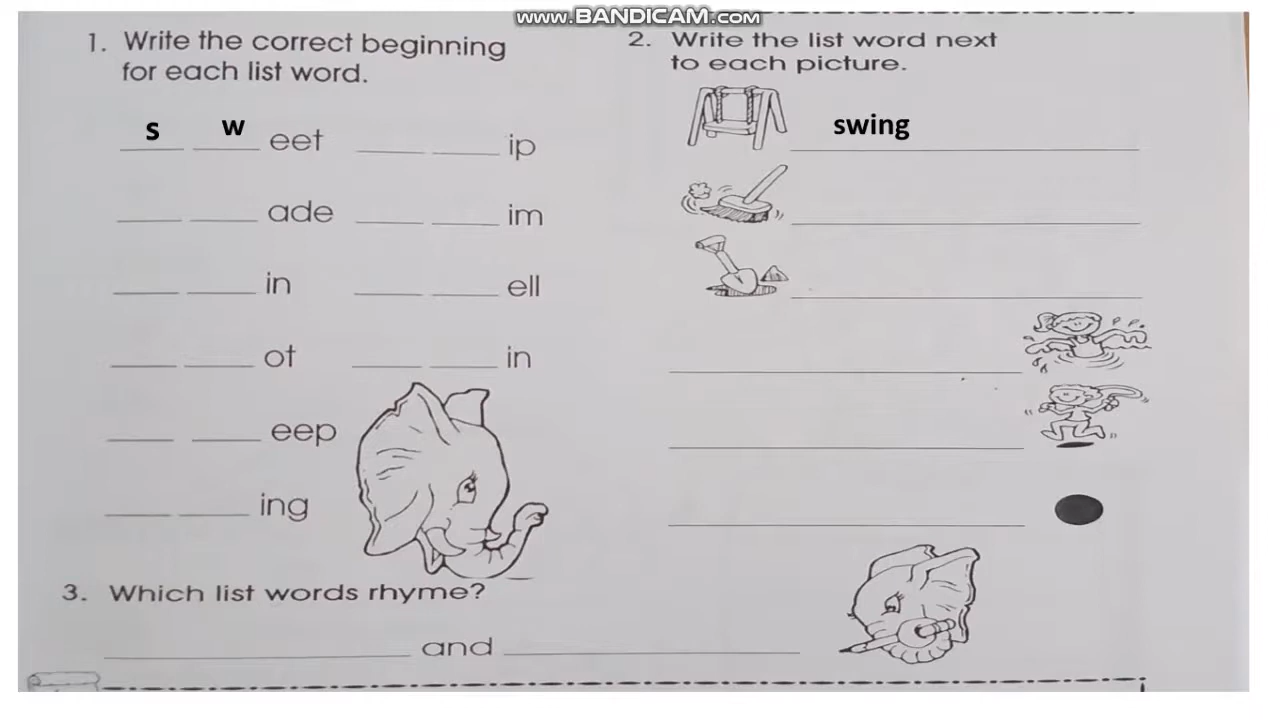 www.BANDICAM.com
1. Write the correct beginning
for each list word.
s w eet ip
ade im
in ell
ot in
eep
ing
2. Write the list word next
to each picture.
swing
3. Which list words rhyme?
and